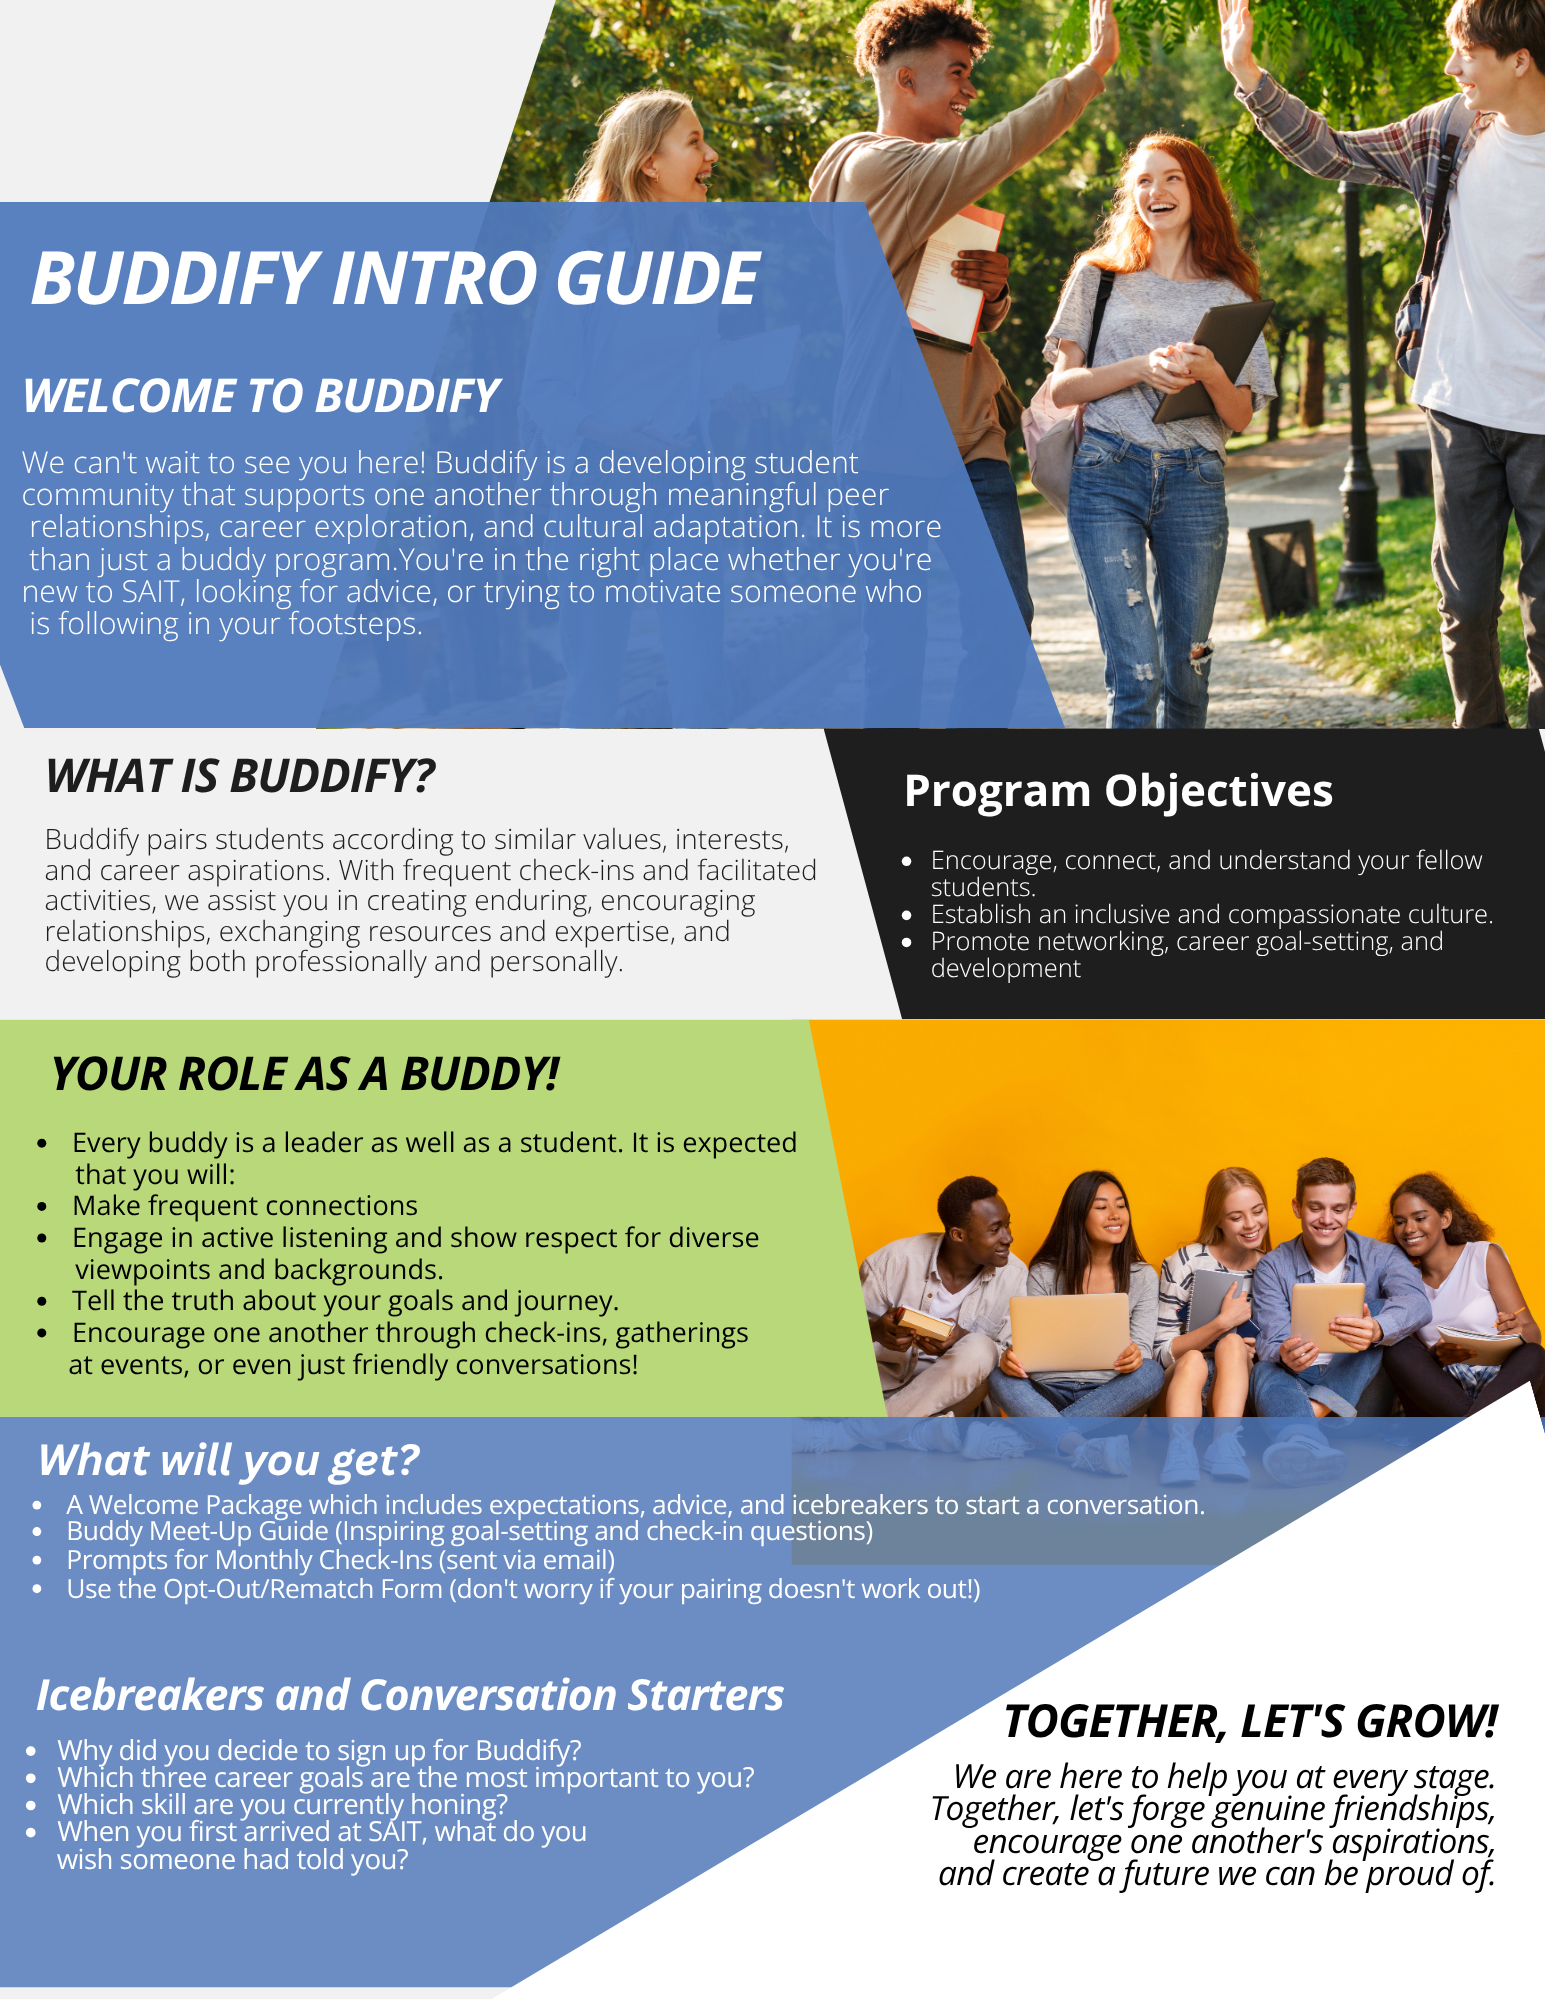 BUDDIFY INTRO GUIDE
WELCOME TO BUDDIFY
We can't wait to see you here! Buddify is a developing student
community that supports one another through meaningful peer
relationships, career exploration, and cultural adaptation. It is more
than just a buddy program.You're in the right place whether you're
new to SAIT, looking for advice, or trying to motivate someone who
is following in your footsteps.
WHAT IS BUDDIFY?
Buddify pairs students according to similar values, interests,
and career aspirations. With frequent check-ins and facilitated
activities, we assist you in creating enduring, encouraging
relationships, exchanging resources and expertise, and
developing both professionally and personally.
Program Objectives
• Encourage, connect, and understand your fellow
students.
• Establish an inclusive and compassionate culture.
• Promote networking, career goal-setting, and
development
YOUR ROLE AS A BUDDY!
• Every buddy is a leader as well as a student. It is expected
that you will:
• Make frequent connections
• Engage in active listening and show respect for diverse
viewpoints and backgrounds.
• Tell the truth about your goals and journey.
• Encourage one another through check-ins, gatherings
at events, or even just friendly conversations!
What will you get?
• A Welcome Package which includes expectations, advice, and icebreakers to start a conversation.
• Buddy Meet-Up Guide (Inspiring goal-setting and check-in questions)
• Prompts for Monthly Check-Ins (sent via email)
• Use the Opt-Out/Rematch Form (don't worry if your pairing doesn't work out!)
Icebreakers and Conversation Starters
• Why did you decide to sign up for Buddify?
• Which three career goals are the most important to you?
• Which skill are you currently honing?
• When you first arrived at SAIT, what do you
wish someone had told you?
TOGETHER, LET'S GROW!
We are here to help you at every stage.
Together, let's forge genuine friendships,
encourage one another's aspirations,
and create a future we can be proud of.